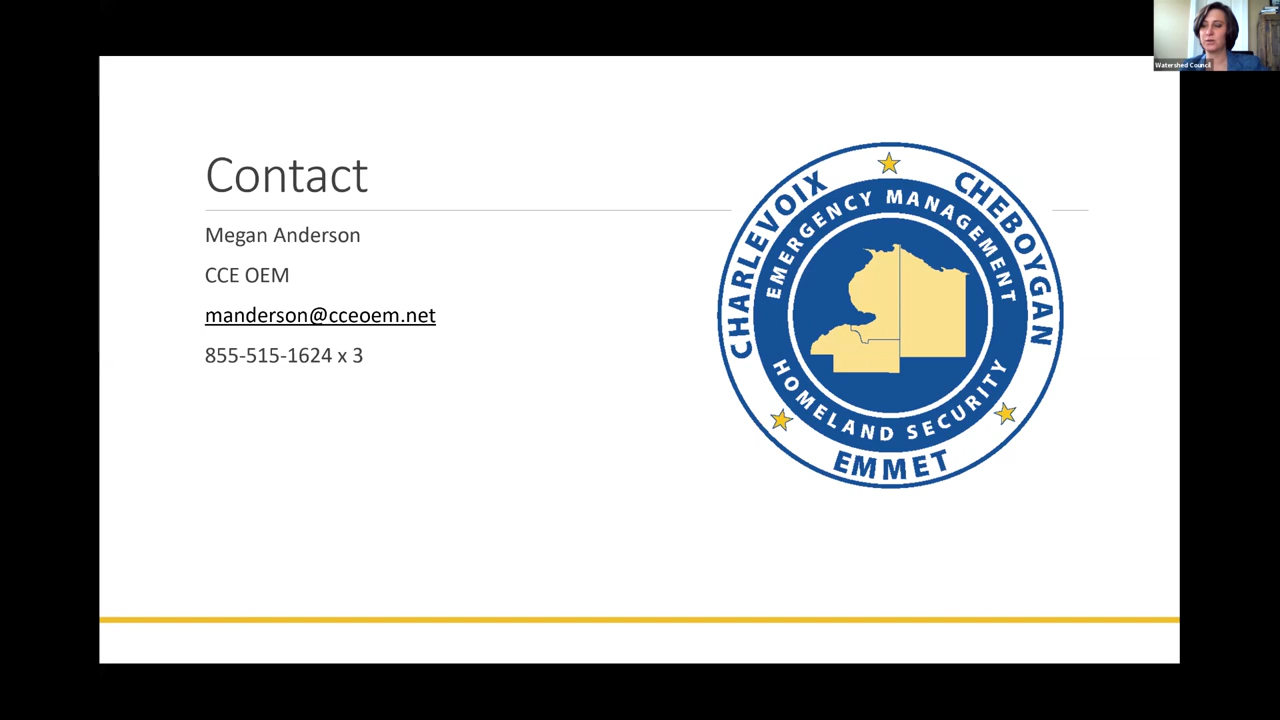 Watershed Council
Contact
Megan Anderson
CCE OEM
manderson@cceoem.net
855-515-1624 x 3
CHARLEVOIX
CHEBOYGAN
EMERGENCY MANAGEMENT
HOMELAND SECURITY
EMMET